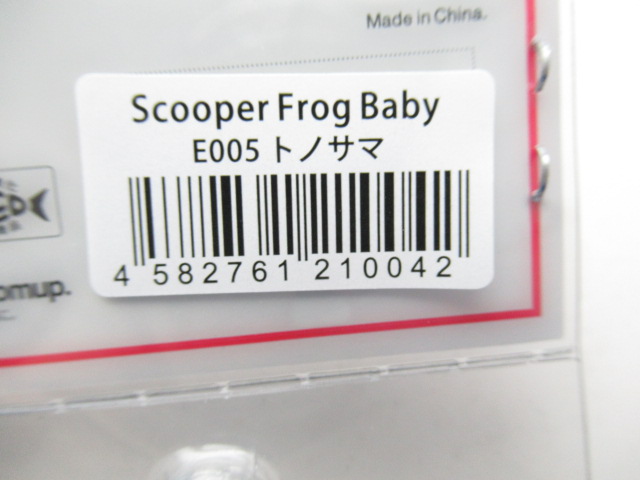 Made in China.
Scooper Frog Baby
E005 トノサマ
4 582761 210042
omup.